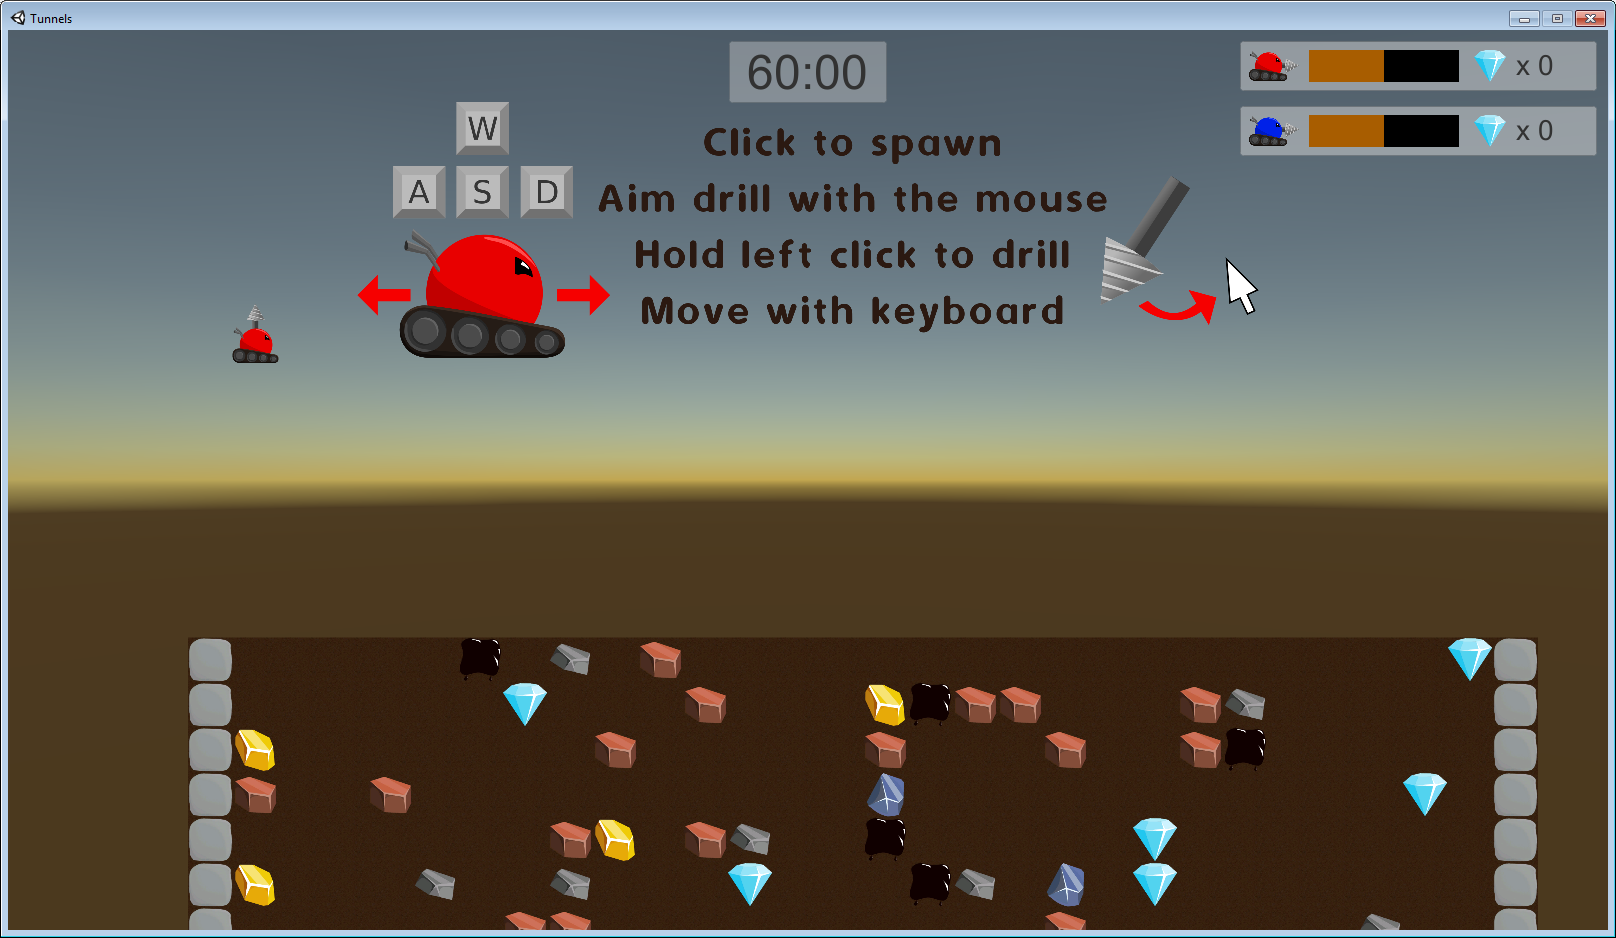 Tunnels
60:00
x 0
x 0
W
A S D
Click to spawn
Aim drill with the mouse
Hold left click to drill
Move with keyboard